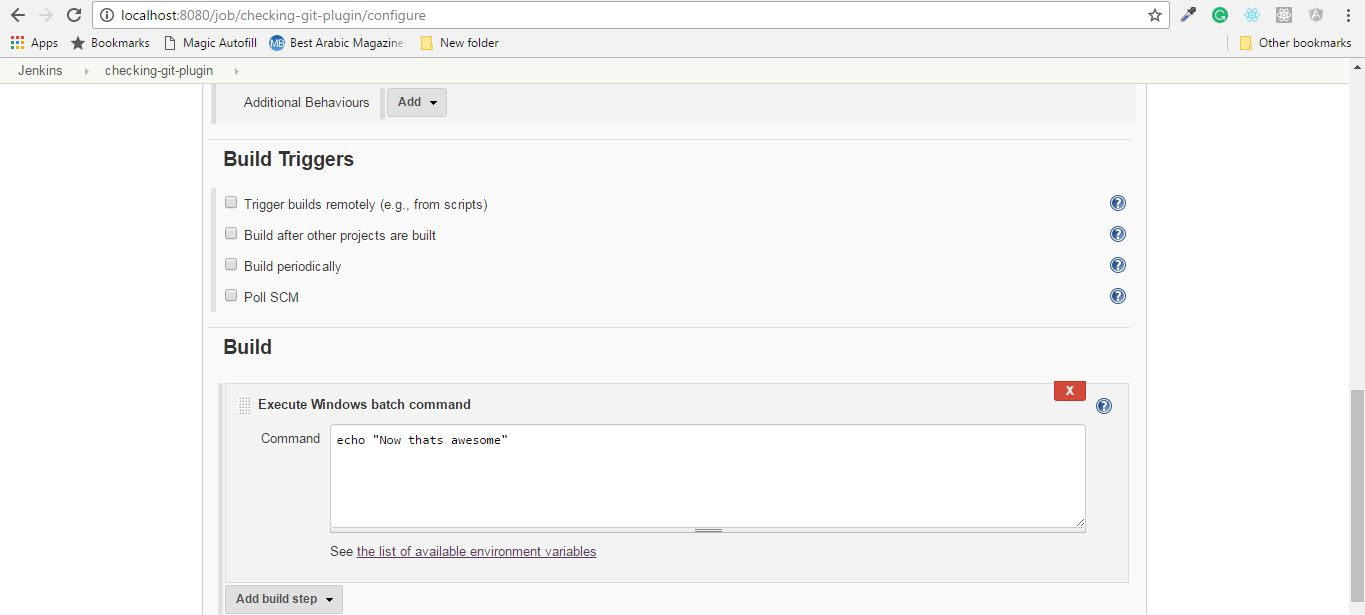 localhost:8080/job/checking-git-plugin/configure
Apps Bookmarks Magic Autofill MB Best Arabic Magazine New folder Other bookmarks
Jenkins checking-git-plugin
Additional Behaviours Add
Build Triggers
Trigger builds remotely (e.g., from scripts) ?
Build after other projects are built ?
Build periodically ?
Poll SCM ?
Build
X
Execute Windows batch command ?
Command echo "Now thats awesome"
See the list of available environment variables
Add build step